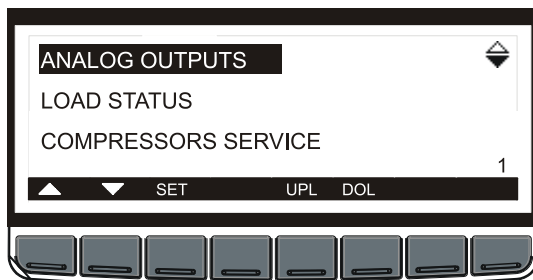 ANALOG OUTPUTS
LOAD STATUS
COMPRESSORS SERVICE
1
SET UPL DOL